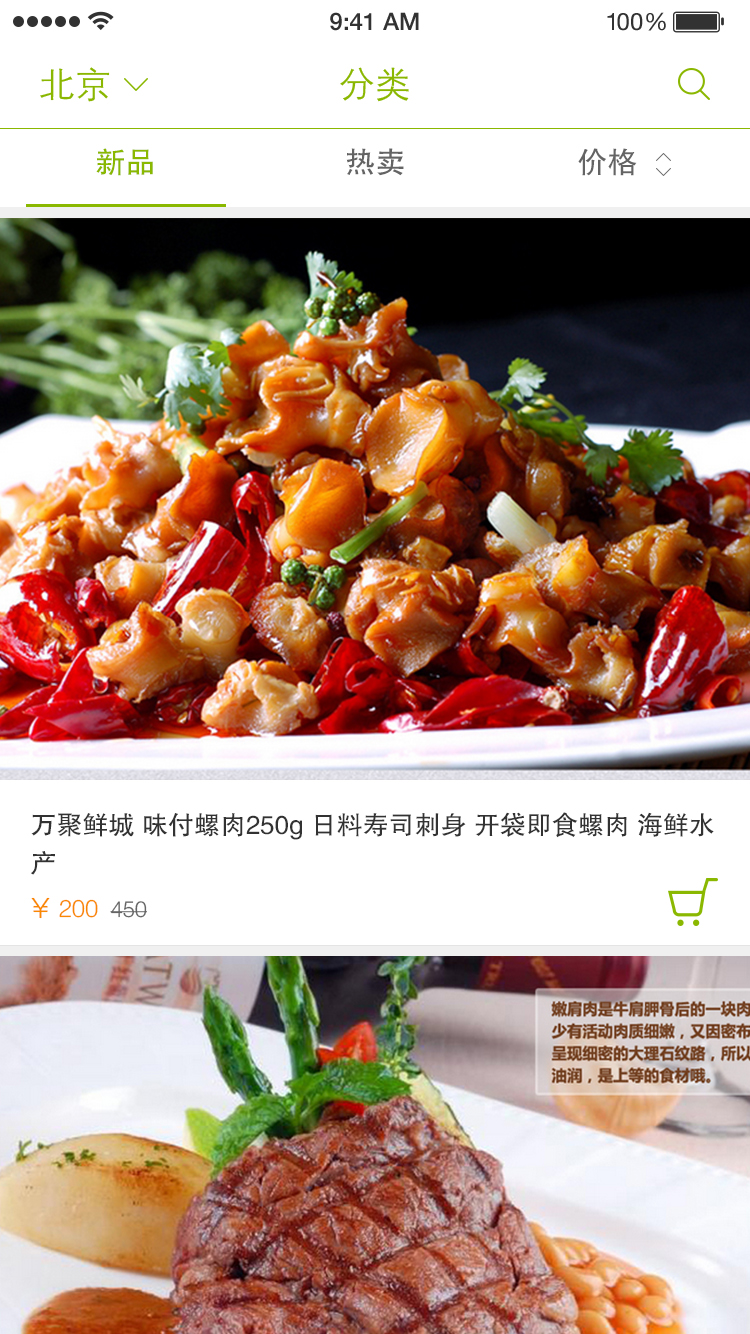 9:41 AM 100%
北京 分类
新品 热卖 价格
万聚鲜城 味付螺肉250g 日料寿司刺身 开袋即食螺肉 海鲜水
产
¥ 200 450
嫩肩肉是牛肩胛骨后的一块肉
少有活动肉质细嫩，又因密布
呈现细密的大理石纹路，所以
油润，是上等的食材哦。